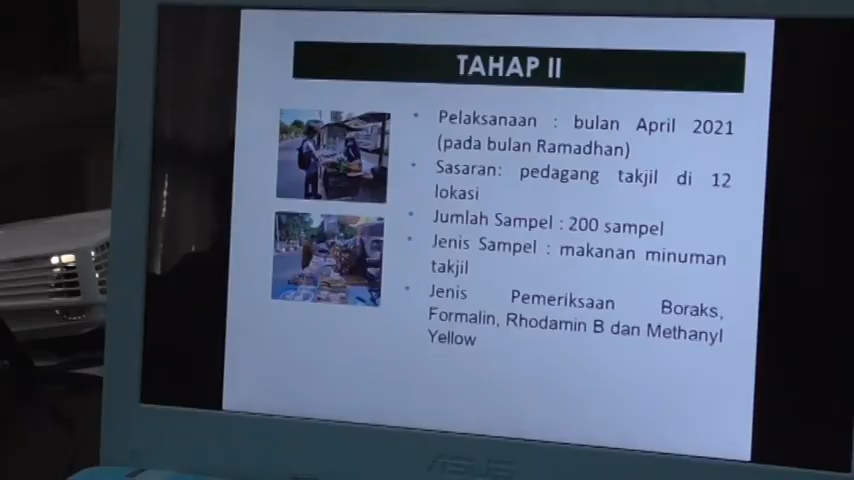 TAHAP II
• Pelaksanaan : bulan April 2021
(pada bulan Ramadhan)
• Sasaran: pedagang takjil di 12
lokasi
• Jumlah Sampel : 200 sampel
• Jenis Sampel : makanan minuman
takjil
• Jenis Pemeriksaan Boraks,
Formalin, Rhodamin B dan Methanyl
Yellow
ASUS